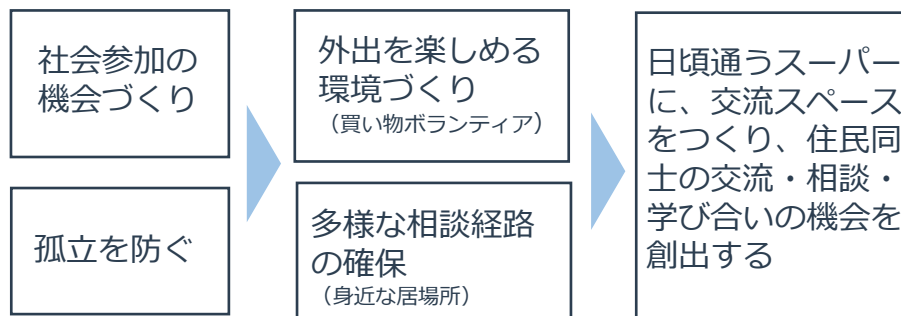 社会参加の
機会づくり
孤立を防ぐ
外出を楽しめる
環境づくり
（買い物ボランティア）
多様な相談経路
の確保
（身近な居場所）
日頃通うスーパー
に、交流スペース
をつくり、住民同
士の交流・相談・
学び合いの機会を
創出する